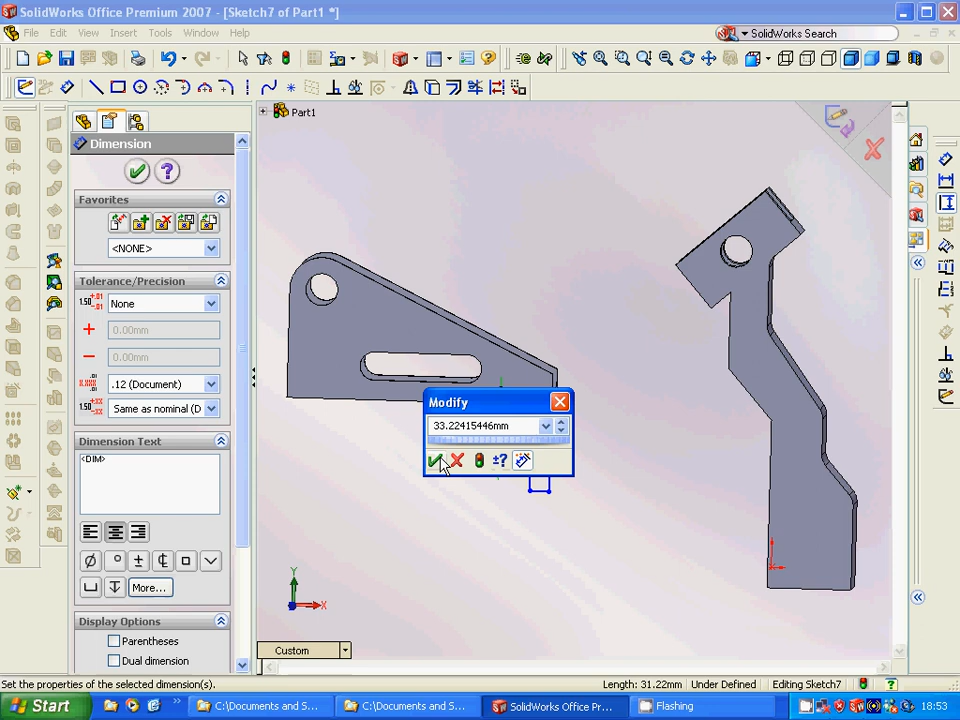 SolidWorks Office Premium 2007 - [Sketch7 of Part1 *]
File Edit View Insert Tools Window Help
SolidWorks Search
Part1
Dimension
Favorites
<NONE>
Tolerance/Precision
None
0.00mm
0.00mm
.12 (Document)
Same as nominal (D
Dimension Text
<DIM>
More...
Display Options
Parentheses
Dual dimension
Modify
33.22415446mm
Y
X
Custom
Set the properties of the selected dimension(s).
Length: 31.22mm Under Defined Editing Sketch7
Start
C:\Documents and S...
C:\Documents and S...
SolidWorks Office Pr...
Flashing
18:53